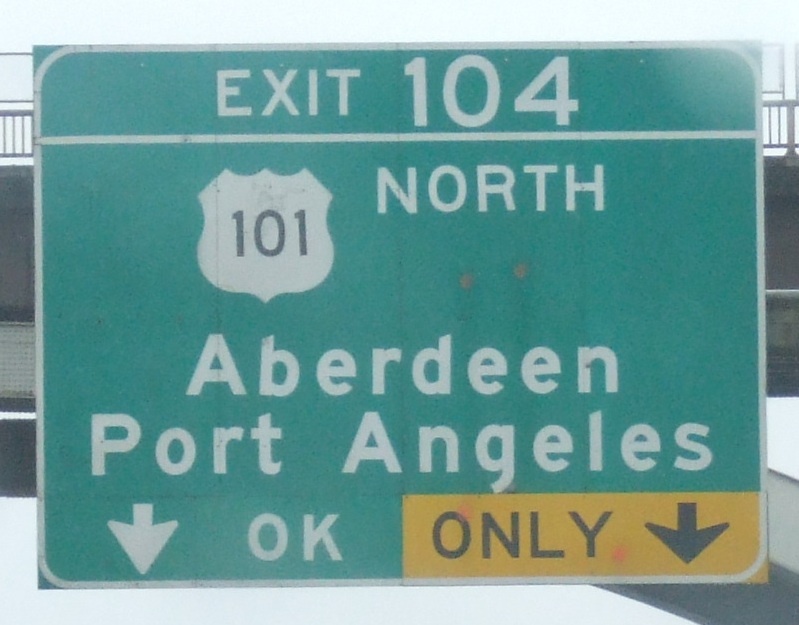 EXIT 104
101 NORTH
Aberdeen
Port Angeles
OK ONLY